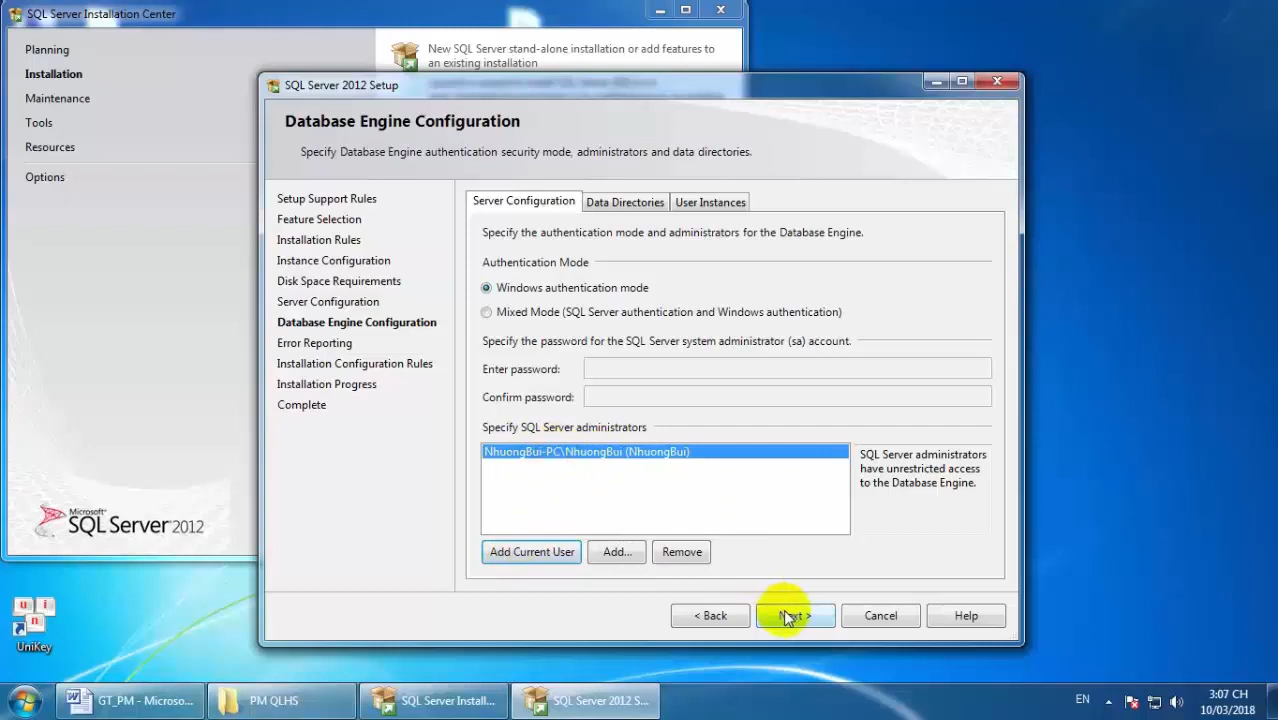 SQL Server Installation Center
Planning
Installation
Maintenance
Tools
Resources
Options
New SQL Server stand-alone installation or add features to
an existing installation
Microsoft®
SQL Server 2012
SQL Server 2012 Setup
Database Engine Configuration
Specify Database Engine authentication security mode, administrators and data directories.
Setup Support Rules
Feature Selection
Installation Rules
Instance Configuration
Disk Space Requirements
Server Configuration
Database Engine Configuration
Error Reporting
Installation Configuration Rules
Installation Progress
Complete
Server Configuration
Data Directories
User Instances
Specify the authentication mode and administrators for the Database Engine.
Authentication Mode
Windows authentication mode
Mixed Mode (SQL Server authentication and Windows authentication)
Specify the password for the SQL Server system administrator (sa) account.
Enter password:
Confirm password:
Specify SQL Server administrators
NhuongBui-PC\NhuongBui (NhuongBui)
SQL Server administrators
have unrestricted access
to the Database Engine.
Add Current User
Add...
Remove
< Back
Next >
Cancel
Help
u i
n
UniKey
GT_PM - Microso...
PM QLHS
SQL Server Install...
SQL Server 2012 S...
EN
3:07 CH
10/03/2018